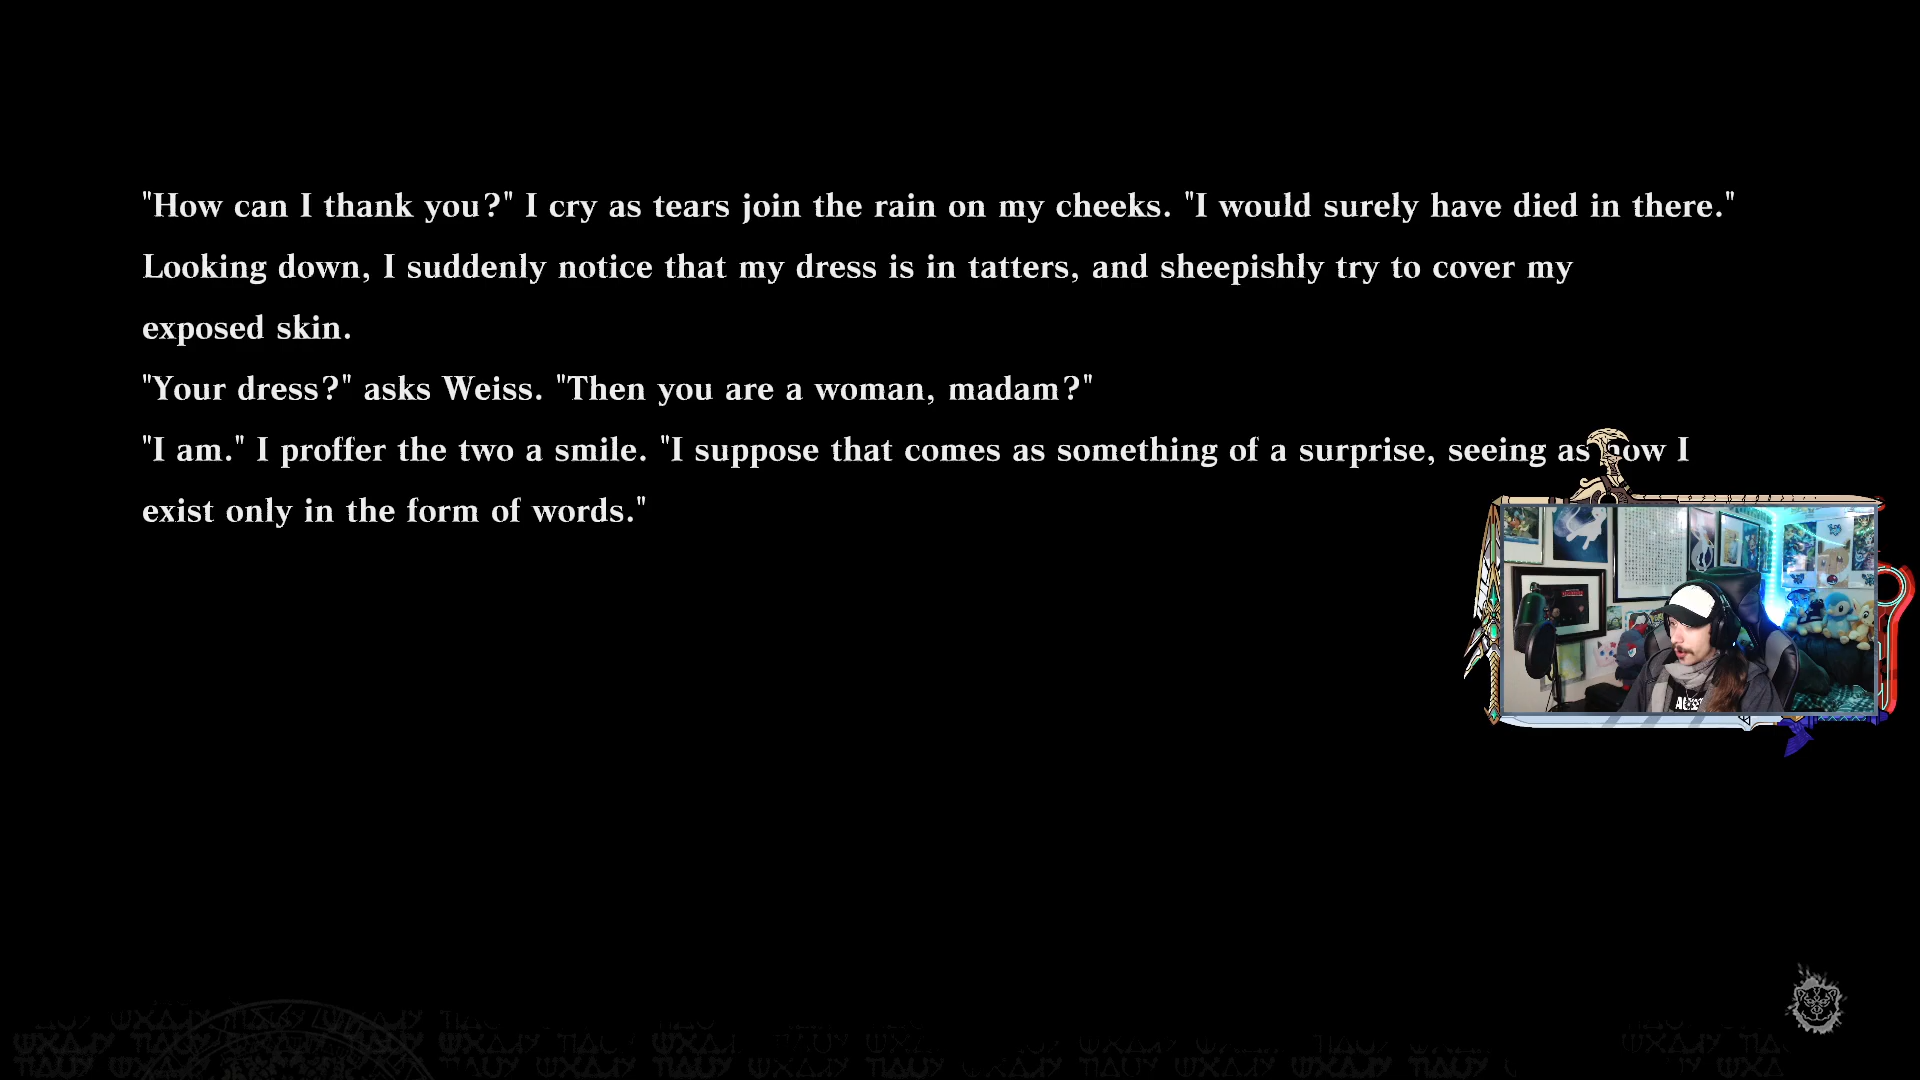 "How can I thank you?" I cry as tears join the rain on my cheeks. "I would surely have died in there."
Looking down, I suddenly notice that my dress is in tatters, and sheepishly try to cover my
exposed skin.
"Your dress?" asks Weiss. "Then you are a woman, madam?"
"I am." I proffer the two a smile. "I suppose that comes as something of a surprise, seeing as how I
exist only in the form of words."